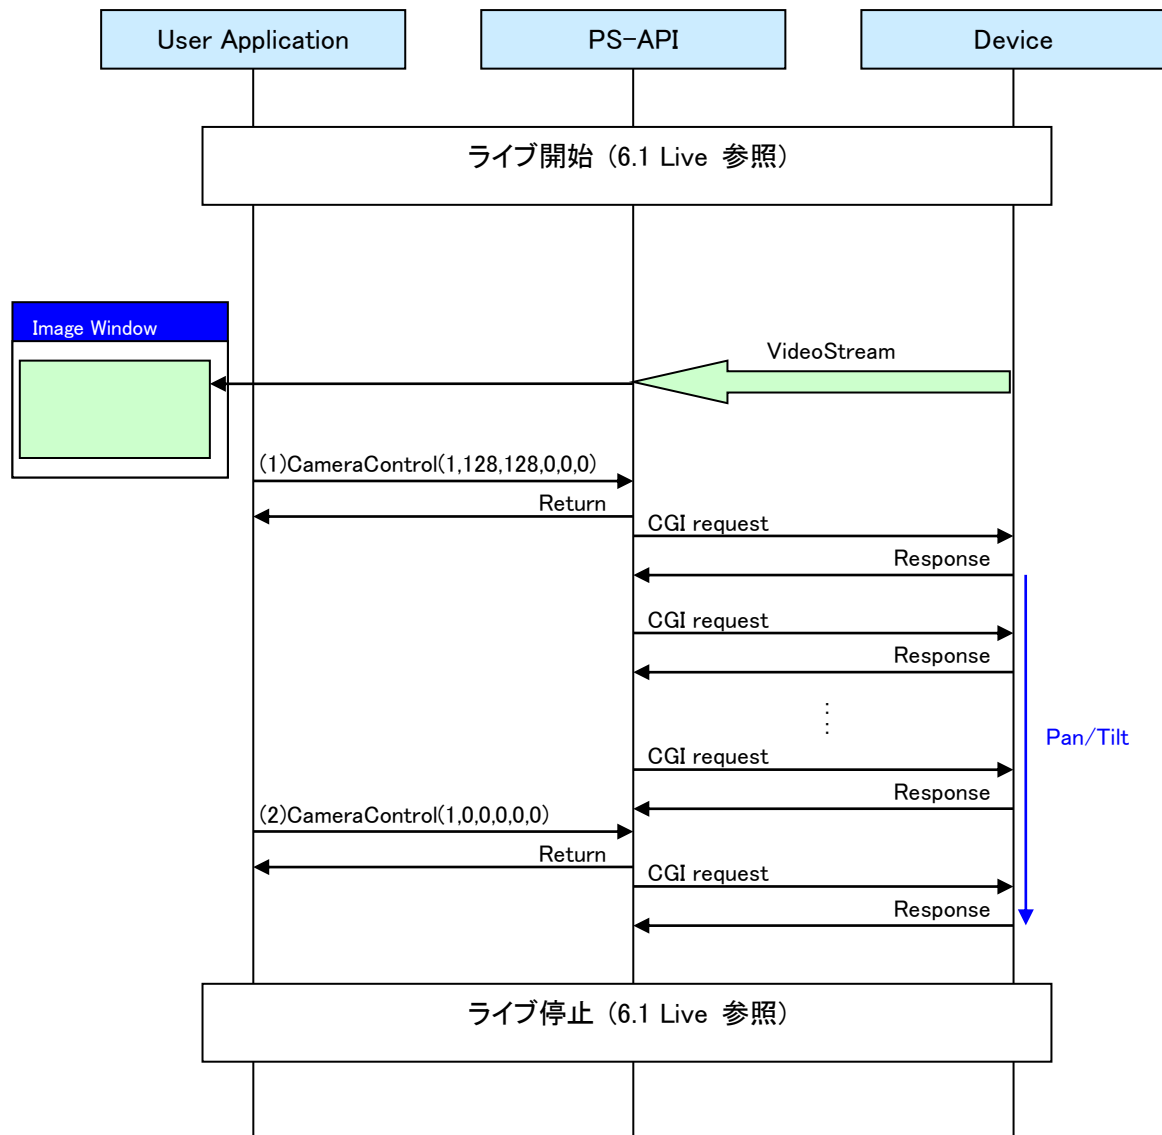 User Application
PS-API
Device
ライブ開始 (6.1 Live 参照)
Image Window
VideoStream
(1)CameraControl(1,128,128,0,0,0)
Return
CGI request
Response
CGI request
Response
Pan/Tilt
CGI request
Response
(2)CameraControl(1,0,0,0,0,0)
Return
CGI request
Response
ライブ停止 (6.1 Live 参照)